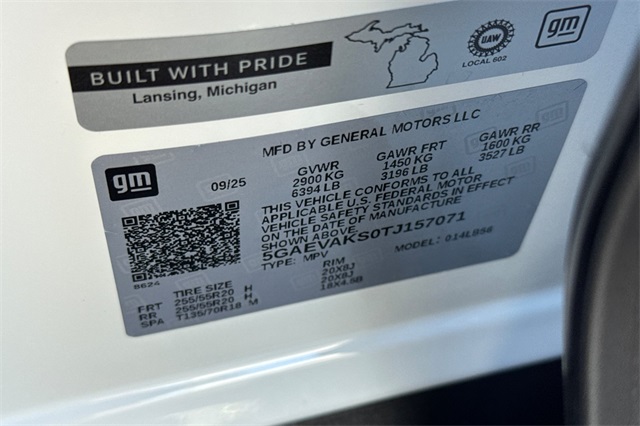 BUILT WITH PRIDE
Lansing, Michigan
UAW
LOCAL 602
gm
MFD BY GENERAL MOTORS LLC
gm
09/25
GVWR GAWR FRT GAWR RR
2900 KG 1450 KG 1600 KG
6394 LB 3196 LB 3527 LB
THIS VEHICLE CONFORMS TO ALL
APPLICABLE U.S. FEDERAL MOTOR
VEHICLE SAFETY STANDARDS IN EFFECT
ON THE DATE OF MANUFACTURE
SHOWN ABOVE.
5GAEVAKS0TJ157071
TYPE: MPV MODEL: 014LB56
8624
TIRE SIZE RIM
FRT 255/55R20 H 20X8J
RR 255/55R20 H 20X8J
SPA T135/70R18 M 18X4.5B